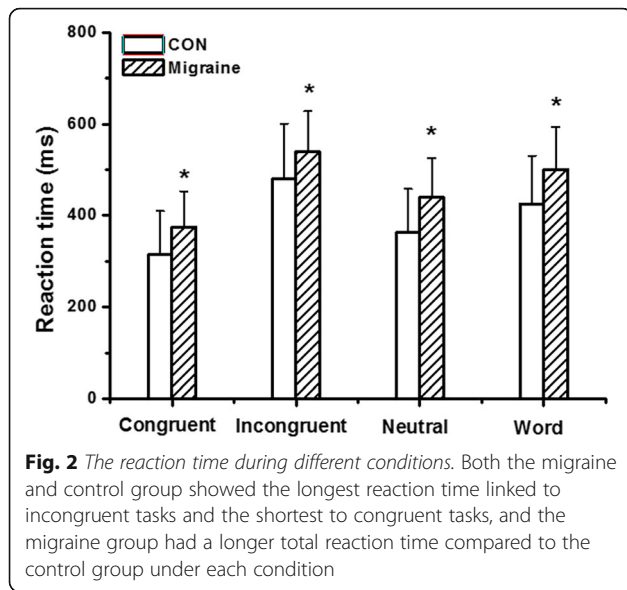 800
CON
Migraine
600
400
200
0
Reaction time (ms)
*
*
*
*
Congruent
Incongruent
Neutral
Word
Fig. 2 The reaction time during different conditions. Both the migraine
and control group showed the longest reaction time linked to
incongruent tasks and the shortest to congruent tasks, and the
migraine group had a longer total reaction time compared to the
control group under each condition